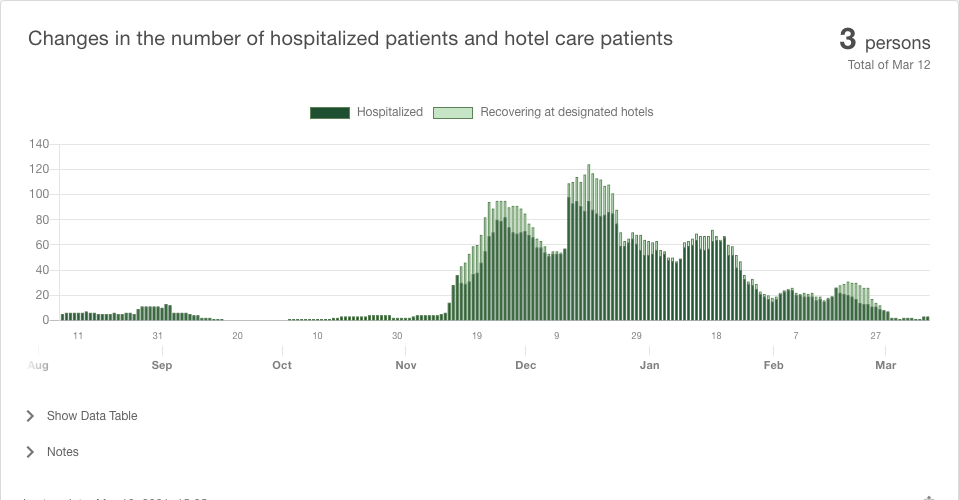 Changes in the number of hospitalized patients and hotel care patients
3 persons
Total of Mar 12
Hospitalized Recovering at designated hotels
140
120
100
80
60
40
20
0
11 31 20 10 30 19 9 29 18 7 27
Aug Sep Oct Nov Dec Jan Feb Mar
Show Data Table
Notes